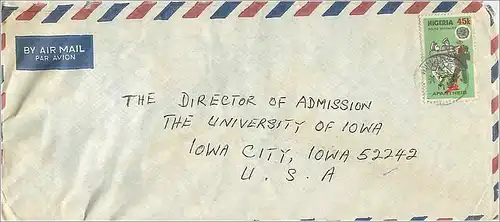 BY AIR MAIL
PAR AVION
NIGERIA 45k
APARTHEID
THE DIRECTOR OF ADMISSION
THE UNIVERSITY OF IOWA
IOWA CITY, IOWA 52242
U. S. A